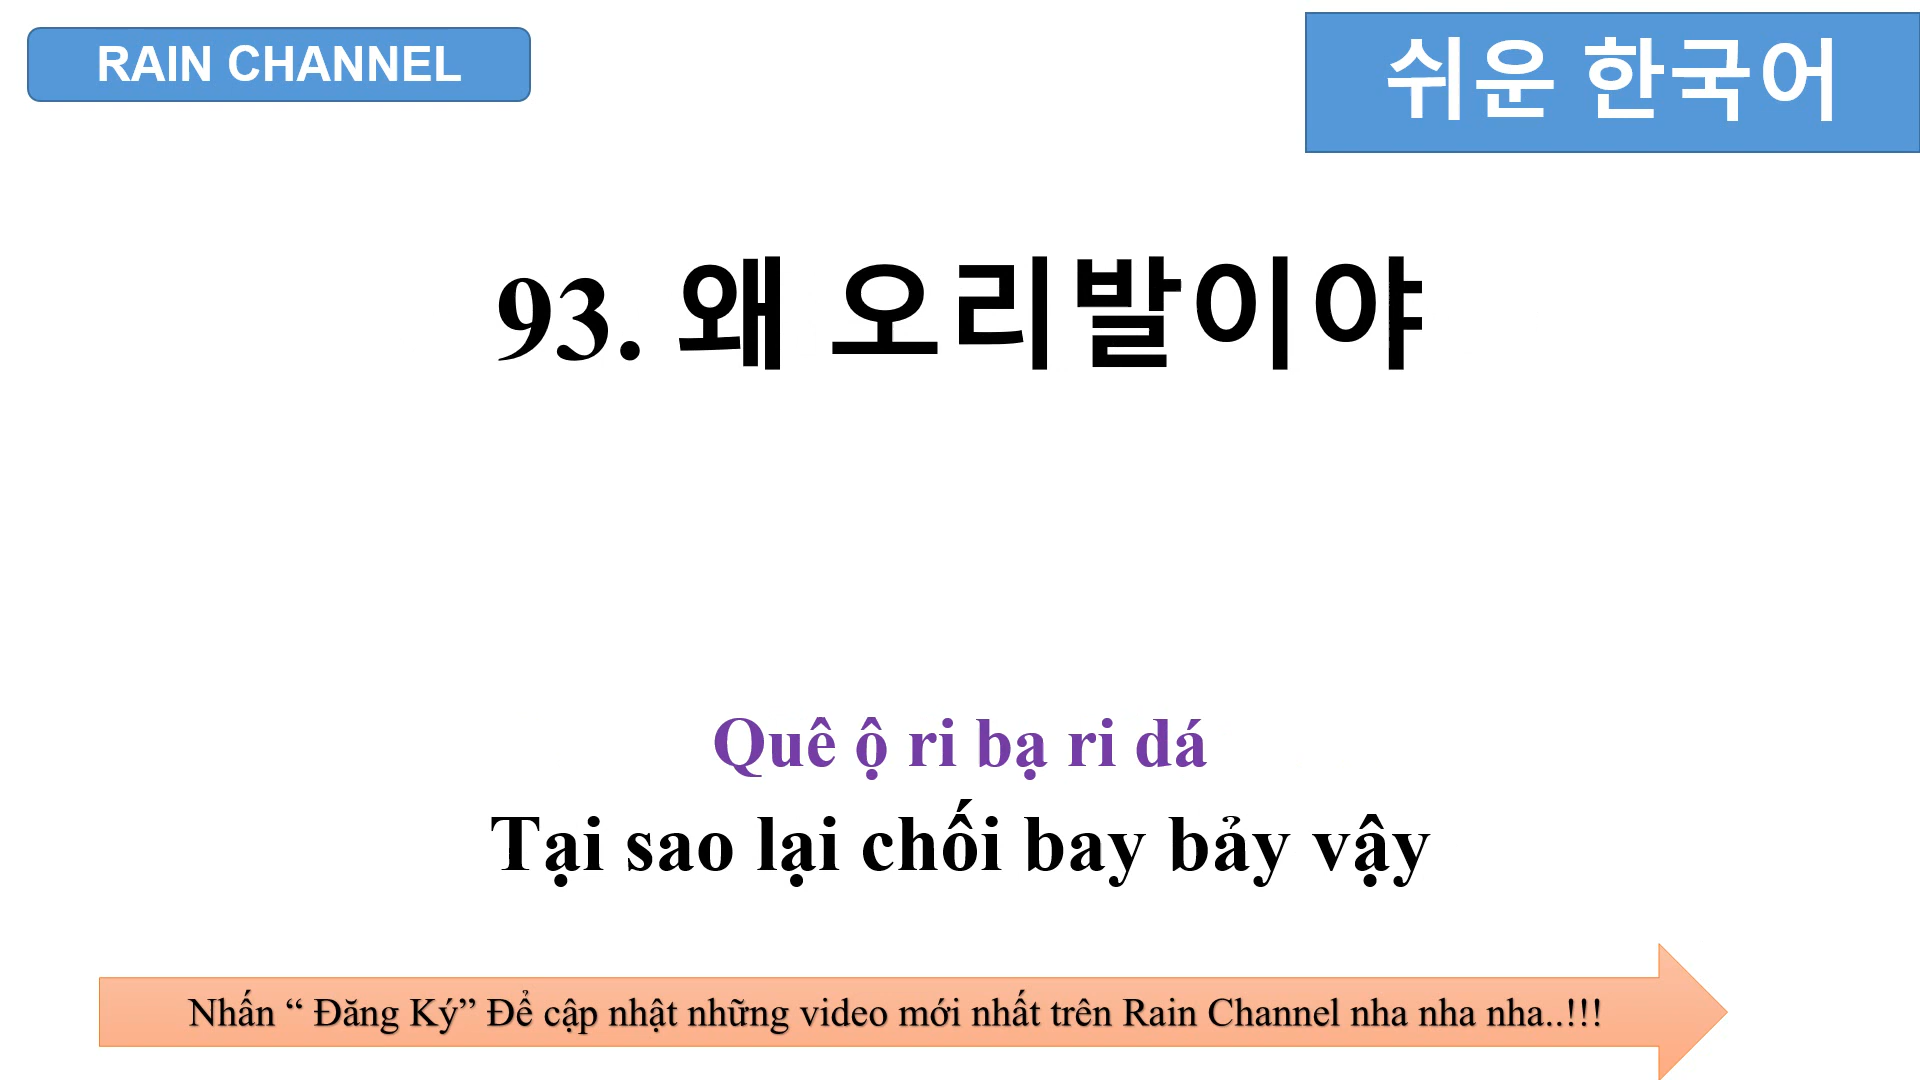 RAIN CHANNEL
쉬운 한국어
93. 왜 오리발이야
Quê ộ ri bạ ri dá
Tại sao lại chối bay bảy vậy
Nhấn “ Đăng Ký” Để cập nhật những video mới nhất trên Rain Channel nha nha nha..!!!